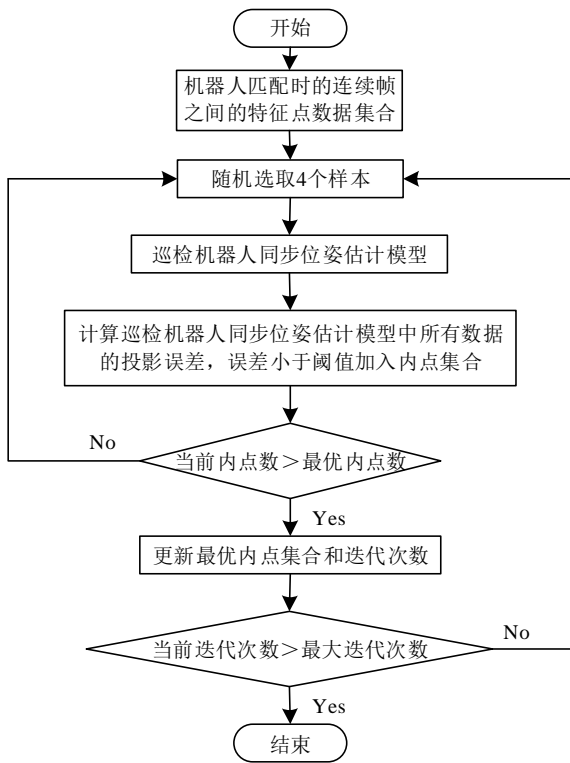 开始
机器人匹配时的连续帧
之间的特征点数据集合
随机选取4个样本
巡检机器人同步位姿估计模型
计算巡检机器人同步位姿估计模型中所有数据
的投影误差，误差小于阈值加入内点集合
No
当前内点数＞最优内点数
Yes
更新最优内点集合和迭代次数
当前迭代次数＞最大迭代次数
No
Yes
结束